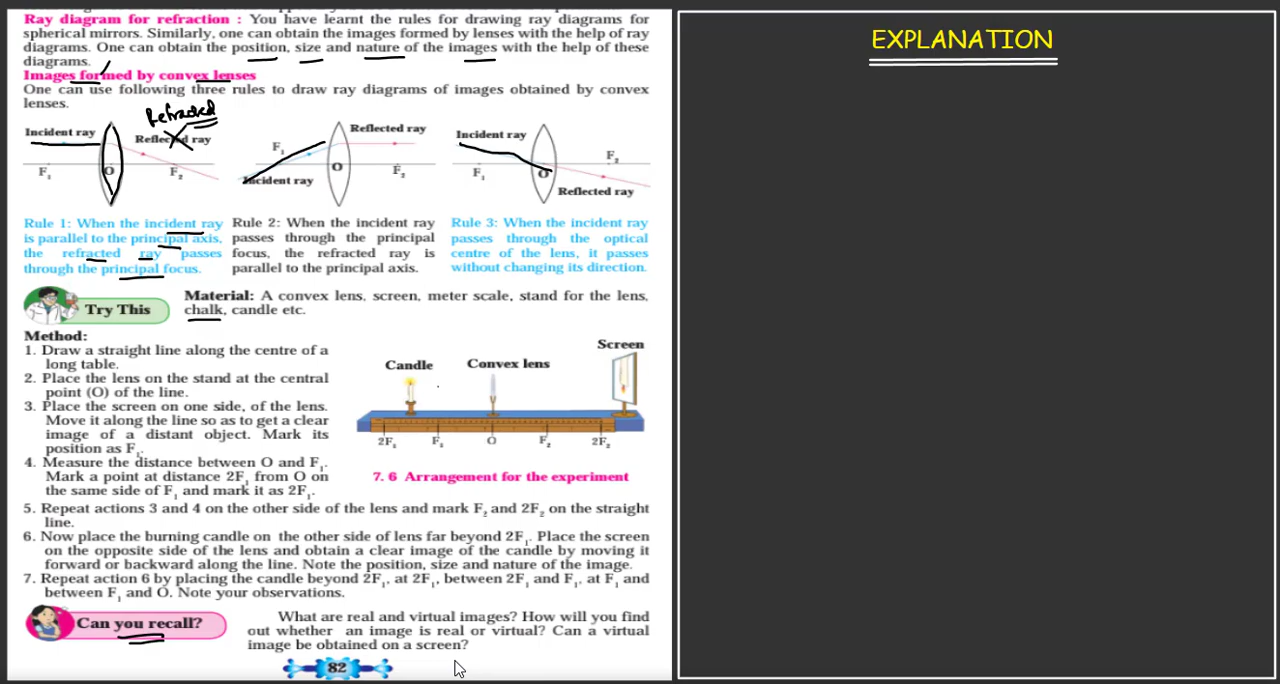 Ray diagram for refraction : You have learnt the rules for drawing ray diagrams for
spherical mirrors. Similarly, one can obtain the images formed by lenses with the help of ray
diagrams. One can obtain the position, size and nature of the images with the help of these
diagrams.
Images formed by convex lenses
One can use following three rules to draw ray diagrams of images obtained by convex
lenses.
Refracted
Incident ray
Reflected ray
F1
O
F2
F1
Reflected ray
O
F2
Incident ray
Incident ray
F2
F1
O
Reflected ray
Rule 1: When the incident ray
is parallel to the principal axis,
the refracted ray passes
through the principal focus.
Rule 2: When the incident ray
passes through the principal
focus, the refracted ray is
parallel to the principal axis.
Rule 3: When the incident ray
passes through the optical
centre of the lens, it passes
without changing its direction.
Try This
Material: A convex lens, screen, meter scale, stand for the lens,
chalk, candle etc.
Method:
1. Draw a straight line along the centre of a
long table.
2. Place the lens on the stand at the central
point (O) of the line.
3. Place the screen on one side, of the lens.
Move it along the line so as to get a clear
image of a distant object. Mark its
position as F1.
4. Measure the distance between O and F1.
Mark a point at distance 2F1 from O on
the same side of F1 and mark it as 2F1.
Candle
Convex lens
Screen
2F1
F1
O
F2
2F2
7. 6 Arrangement for the experiment
5. Repeat actions 3 and 4 on the other side of the lens and mark F2 and 2F2 on the straight
line.
6. Now place the burning candle on the other side of lens far beyond 2F1. Place the screen
on the opposite side of the lens and obtain a clear image of the candle by moving it
forward or backward along the line. Note the position, size and nature of the image.
7. Repeat action 6 by placing the candle beyond 2F1, at 2F1, between 2F1 and F1, at F1 and
between F1 and O. Note your observations.
Can you recall?
What are real and virtual images? How will you find
out whether an image is real or virtual? Can a virtual
image be obtained on a screen?
82
EXPLANATION